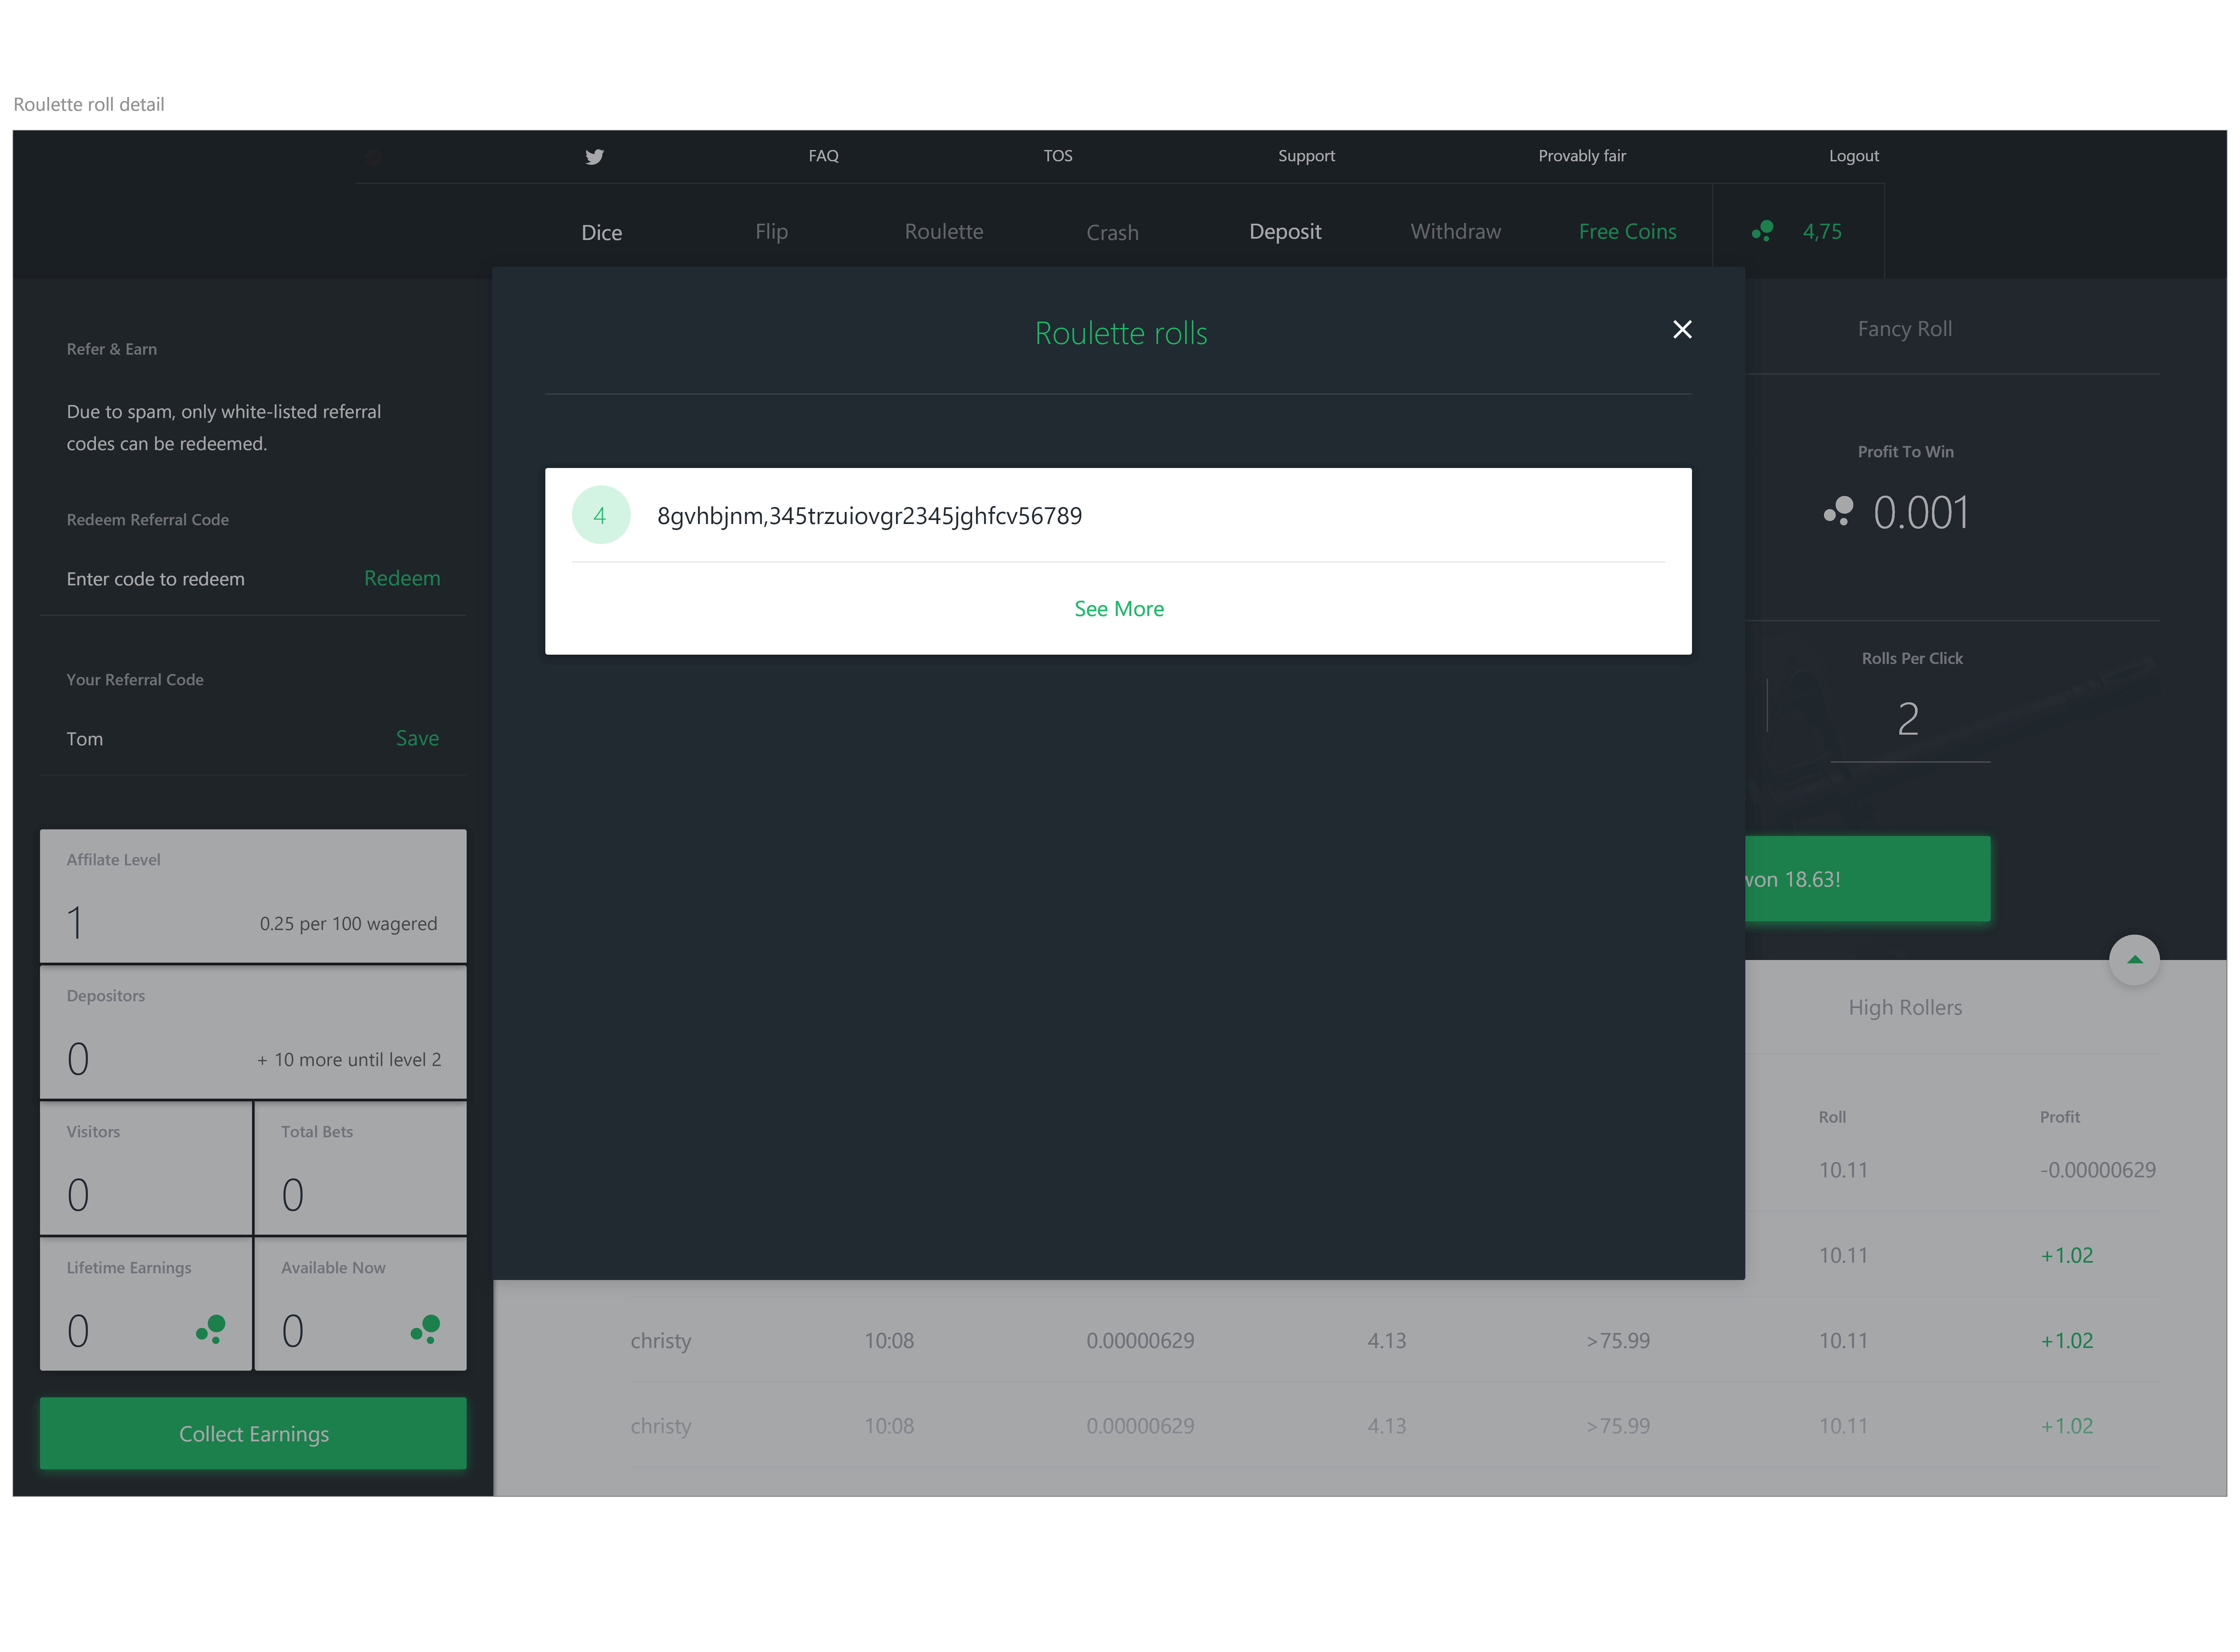 Roulette roll detail
FAQ
TOS
Support
Provably fair
Logout
Dice
Flip
Roulette
Crash
Deposit
Withdraw
Free Coins
4,75
Refer & Earn
Due to spam, only white-listed referral
codes can be redeemed.
Redeem Referral Code
Enter code to redeem
Redeem
Your Referral Code
Tom
Save
Affilate Level
1
0.25 per 100 wagered
Depositors
0
+ 10 more until level 2
Visitors
0
Total Bets
0
Lifetime Earnings
0
Available Now
0
Collect Earnings
Roulette rolls
4
8gvhbjnm,345trzuiovgr2345jghfcv56789
See More
Fancy Roll
Profit To Win
0.001
Rolls Per Click
2
won 18.63!
High Rollers
Roll
Profit
10.11
-0.00000629
10.11
+1.02
christy
10:08
0.00000629
4.13
>75.99
10.11
+1.02
christy
10:08
0.00000629
4.13
>75.99
10.11
+1.02